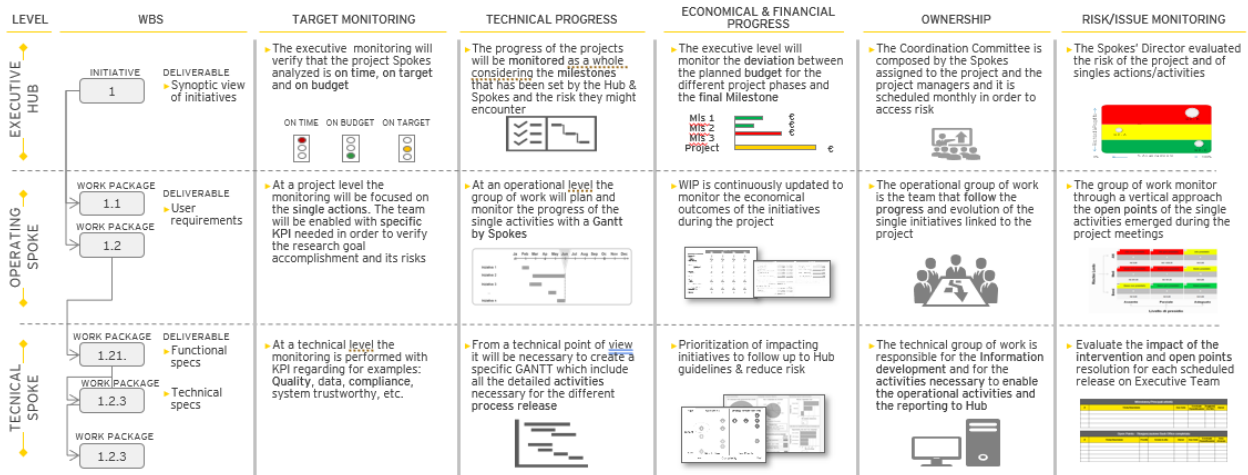 LEVEL
WBS
TARGET MONITORING
TECHNICAL PROGRESS
ECONOMICAL & FINANCIAL
PROGRESS
OWNERSHIP
RISK/ISSUE MONITORING
EXECUTIVE
HUB
INITIATIVE
1
DELIVERABLE
Synoptic view
of initiatives
The executive monitoring will
verify that the project Spokes
analyzed is on time, on target
and on budget
ON TIME
ON BUDGET
ON TARGET
The progress of the projects
will be monitored as a whole
considering the milestones
that has been set by the Hub &
Spokes and the risk they might
encounter
The executive level will
monitor the deviation between
the planned budget for the
different project phases and
the final Milestone
Mls 1
Mls 2
Mls 3
Project
€
€
€
The Coordination Committee is
composed by the Spokes
assigned to the project and the
project managers and it is
scheduled monthly in order to
access risk
The Spokes' Director evaluated
the risk of the project and of
singles actions/activities
OPERATING
SPOKE
WORK PACKAGE
1.1
WORK PACKAGE
1.2
DELIVERABLE
User
requirements
At a project level the
monitoring will be focused on
the single actions. The team
will be enabled with specific
KPI needed in order to verify
the research goal
accomplishment and its risks
At an operational level the
group of work will plan and
monitor the progress of the
single activities with a Gantt
by Spokes
WIP is continuously updated to
monitor the economical
outcomes of the initiatives
during the project
The operational group of work
is the team that follow the
progress and evolution of the
single initiatives linked to the
project
The group of work monitor
through a vertical approach
the open points of the single
activities emerged during the
project meetings
TECNICAL
SPOKE
WORK PACKAGE
1.21.
WORK PACKAGE
1.2.3
WORK PACKAGE
1.2.3
DELIVERABLE
Functional
specs
Technical
specs
At a technical level the
monitoring is performed with
KPI regarding for examples:
Quality, data, compliance,
system trustworthy, etc.
From a technical point of view
it will be necessary to create a
specific GANTT which include
all the detailed activities
necessary for the different
process release
Prioritization of impacting
initiatives to follow up to Hub
guidelines & reduce risk
The technical group of work is
responsible for the Information
development and for the
activities necessary to enable
the operational activities and
the reporting to Hub
Evaluate the impact of the
intervention and open points
resolution for each scheduled
release on Executive Team